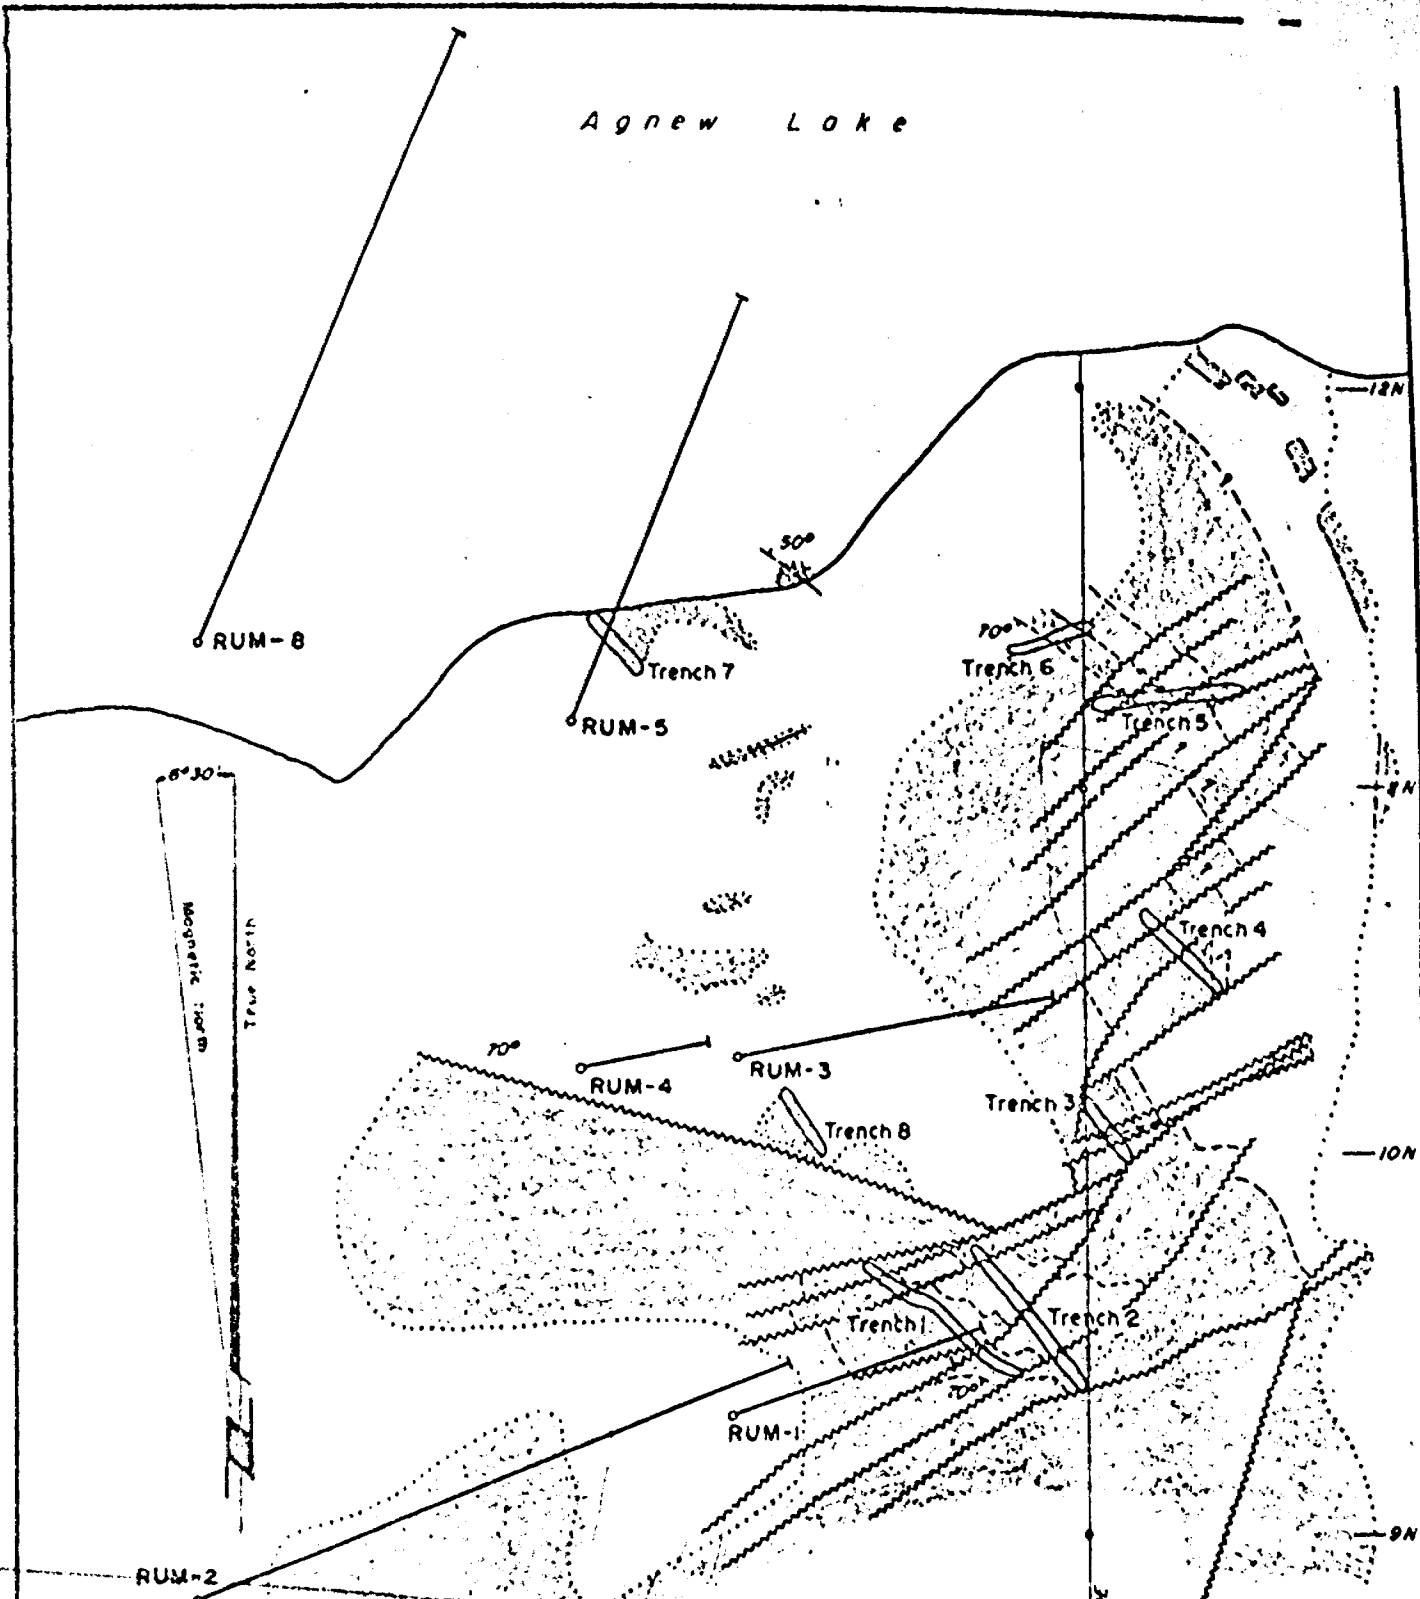 Agnew Lake
12N
50°
RUM-8
70°
Trench 7
Trench 6
RUM-5
Trench 5
6°30'
8N
Magnetic North
True North
Trench 4
70°
RUM-4
RUM-3
Trench 3
Trench 8
10N
Trench 1
Trench 2
70°
RUM-1
9N
RUM-2